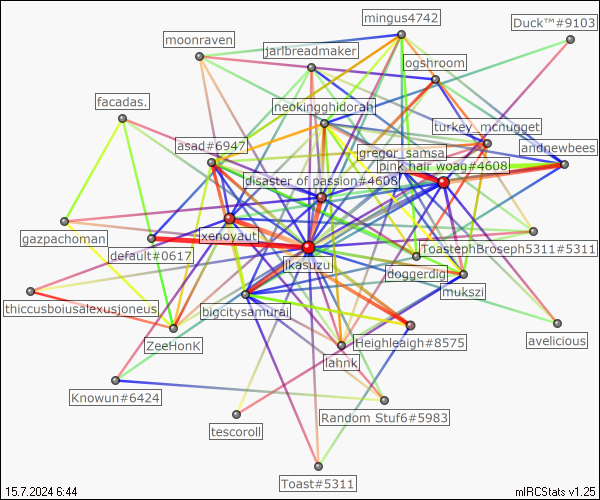 mingus4742
Duck™#9103
moonraven
jarlbreadmaker
ogshroom
facadas.
neokingghidorah
turkey_mcnugget
asad#6947
gregor_samsa
andnewbees
pink hair woag#4608
disaster of passion#4608
gazpachoman
xenoyaut
default#0617
ToastephBroseph5311#5311
jikasuzu
doggerdig
mukszi
thiccusboiusalexusjoneus
bigcitysamurai
ZeeHonk
Heighleaigh#8575
avelicious
lahnk
Knowun#6424
Random Stuf6#5983
tescoroll
Toast#5311
15.7.2024 6:44
mIRCStats v1.25